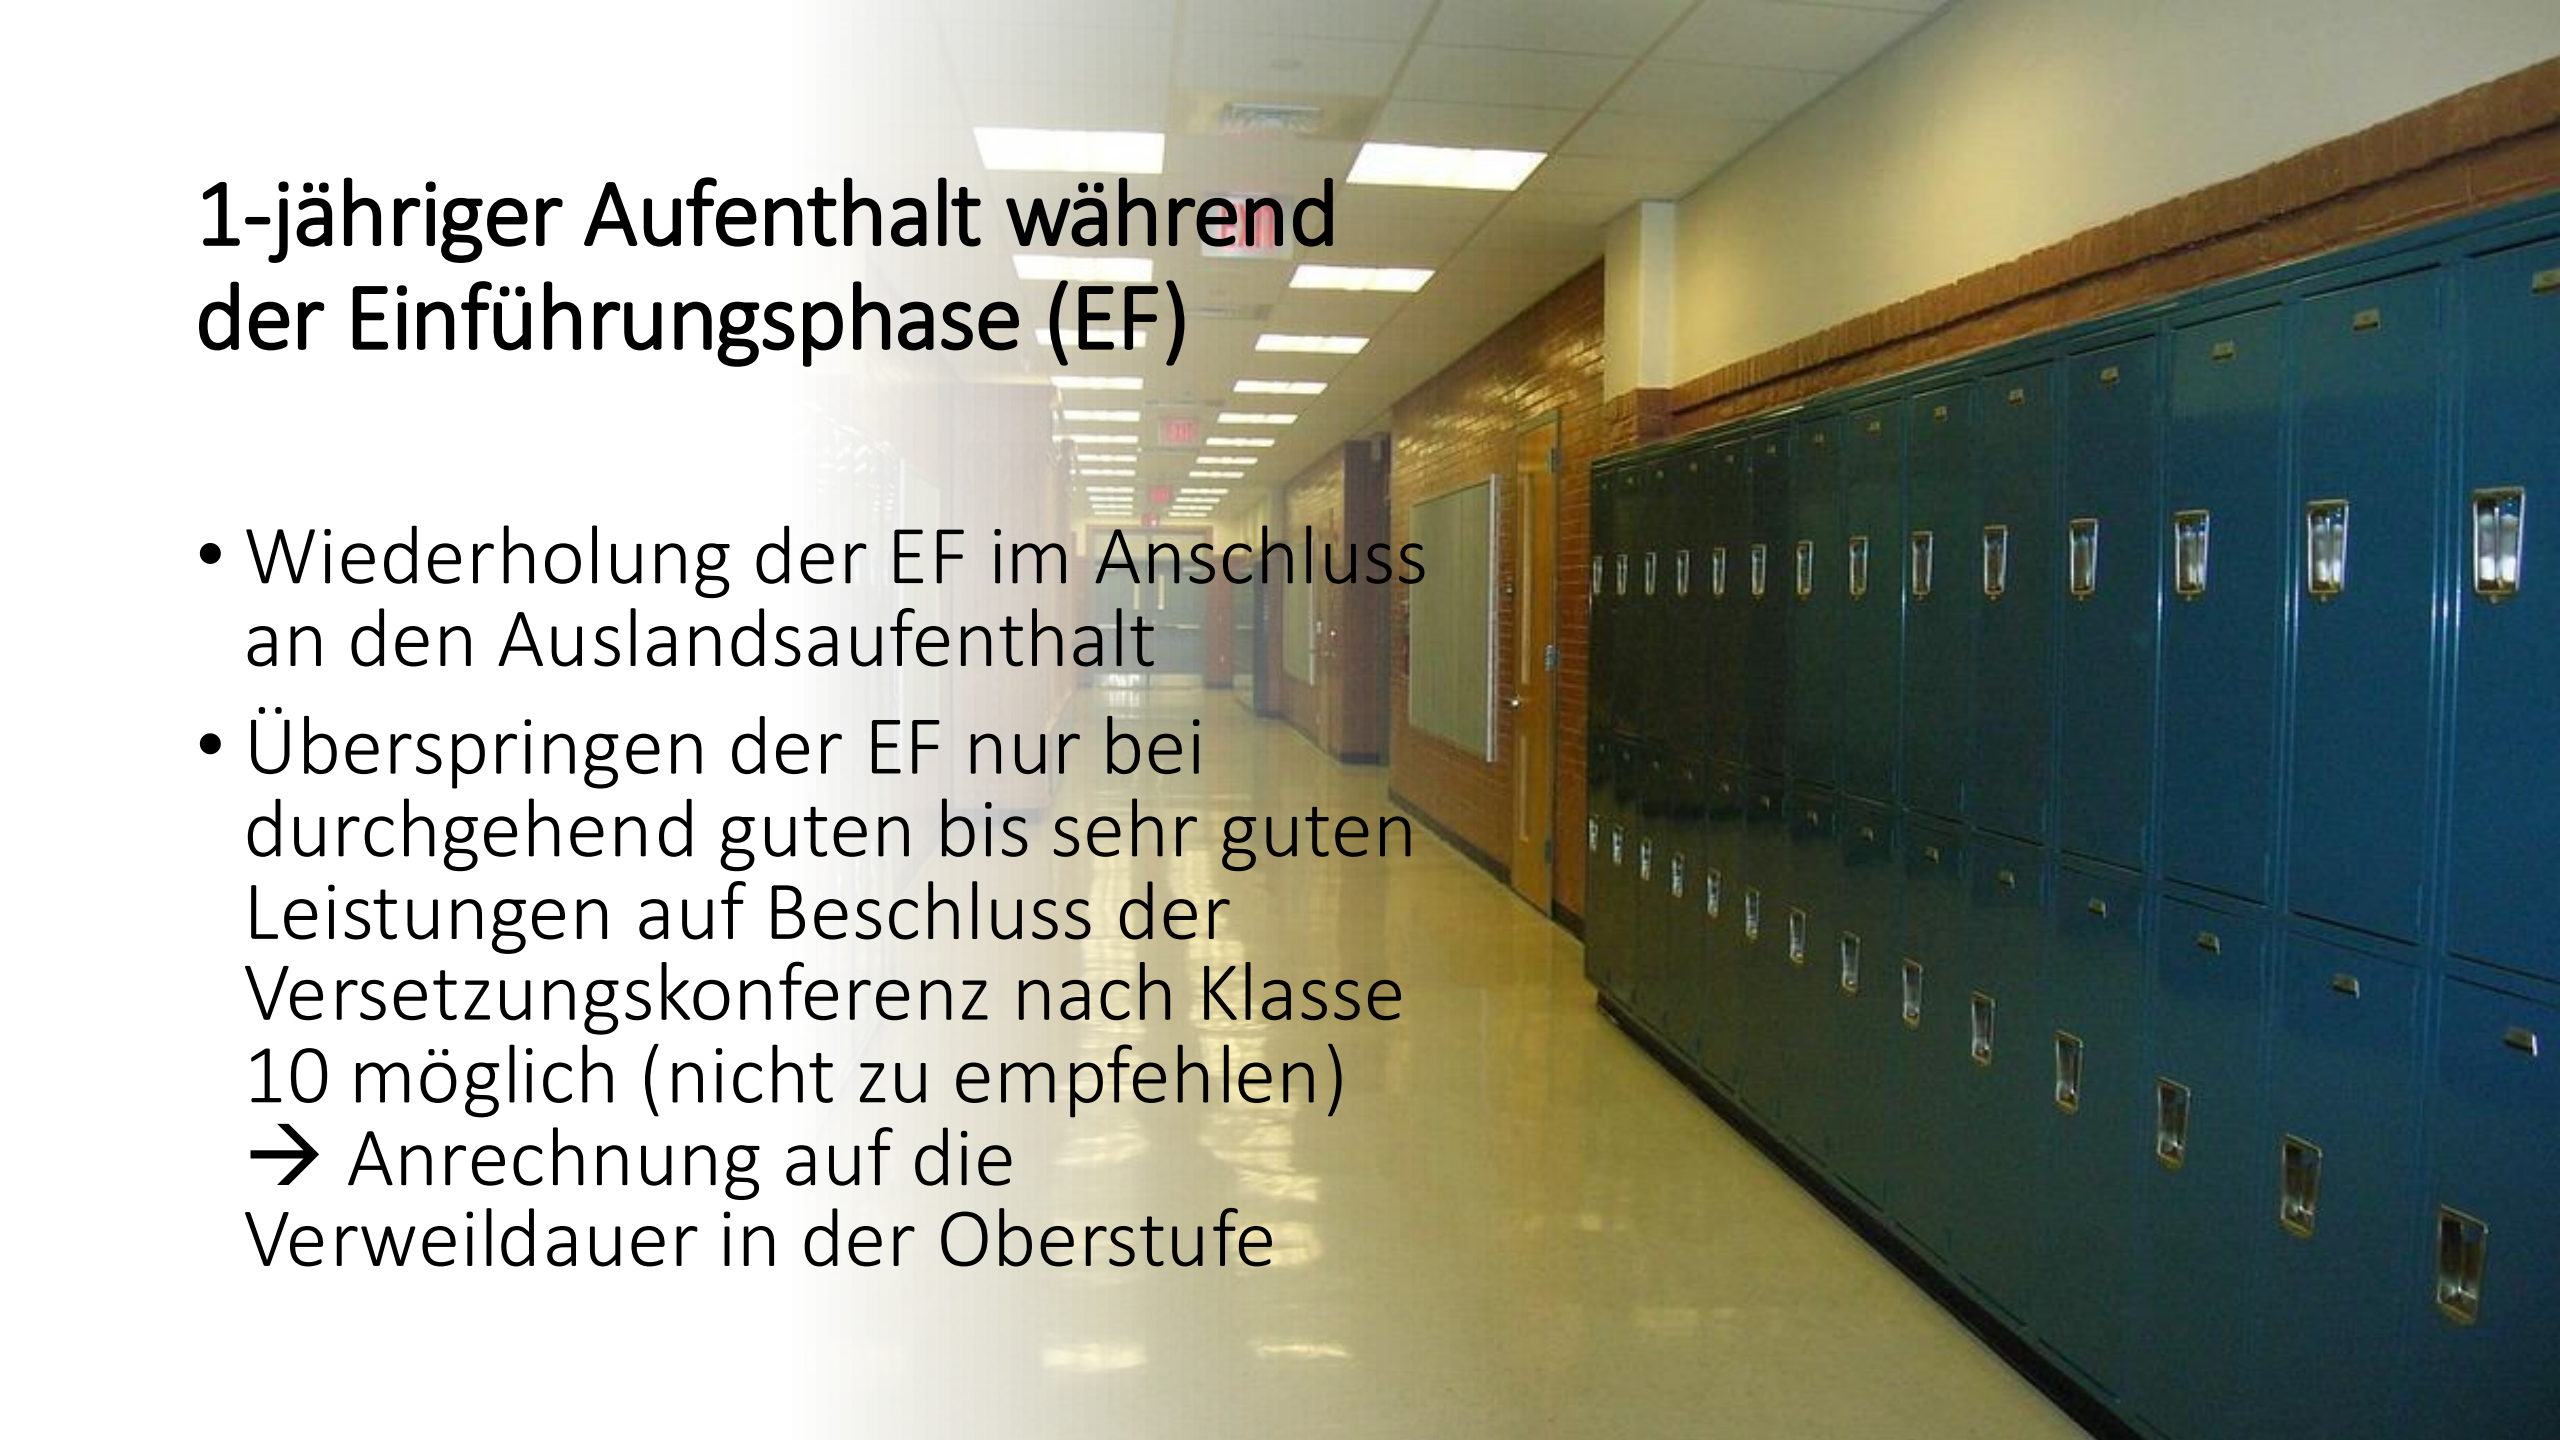 1-jähriger Aufenthalt während
der Einführungsphase (EF)
• Wiederholung der EF im Anschluss
an den Auslandsaufenthalt
• Überspringen der EF nur bei
durchgehend guten bis sehr guten
Leistungen auf Beschluss der
Versetzungskonferenz nach Klasse
10 möglich (nicht zu empfehlen)
→ Anrechnung auf die
Verweildauer in der Oberstufe
EXIT